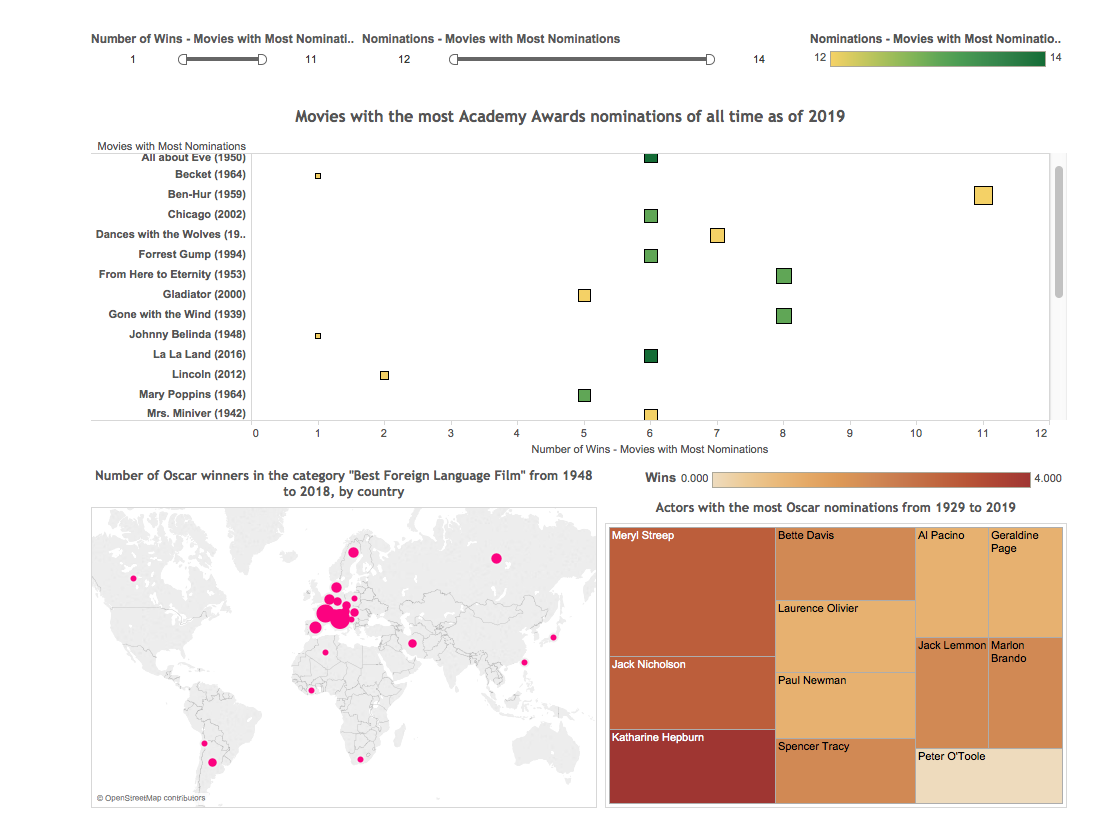 Number of Wins - Movies with Most Nominati.. Nominations - Movies with Most Nominations Nominations - Movies with Most Nominatio..
1 11 12 14 12 14
Movies with the most Academy Awards nominations of all time as of 2019
Movies with Most Nominations
All about Eve (1950)
Becket (1964)
Ben-Hur (1959)
Chicago (2002)
Dances with the Wolves (19..
Forrest Gump (1994)
From Here to Eternity (1953)
Gladiator (2000)
Gone with the Wind (1939)
Johnny Belinda (1948)
La La Land (2016)
Lincoln (2012)
Mary Poppins (1964)
Mrs. Miniver (1942)
0 1 2 3 4 5 6 7 8 9 10 11 12
Number of Wins - Movies with Most Nominations
Number of Oscar winners in the category "Best Foreign Language Film" from 1948
to 2018, by country
© OpenStreetMap contributors
Wins 0.000 4.000
Actors with the most Oscar nominations from 1929 to 2019
Meryl Streep
Jack Nicholson
Katharine Hepburn
Bette Davis
Laurence Olivier
Paul Newman
Spencer Tracy
Al Pacino
Geraldine
Page
Jack Lemmon
Marlon
Brando
Peter O'Toole